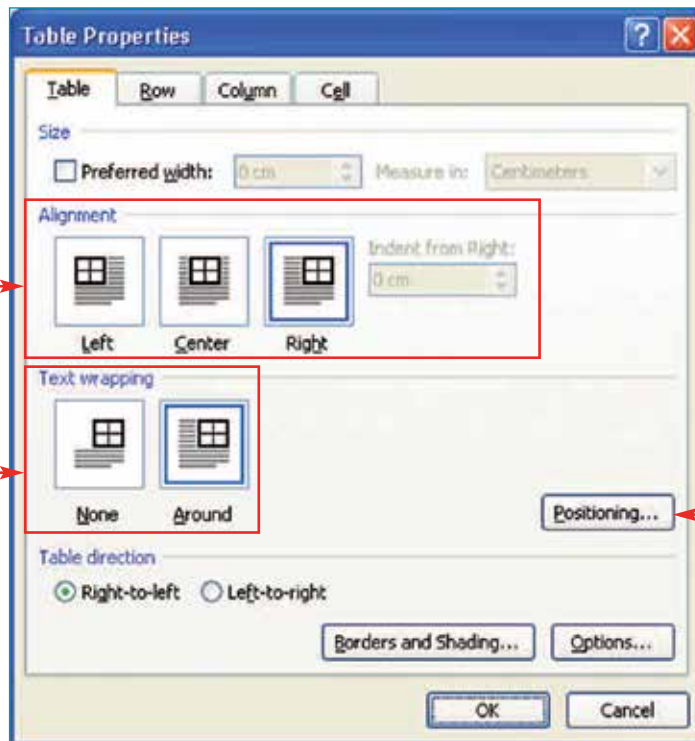 Table Properties
Table Row Column Cell
Size
Preferred width: 0 cm Measure in: Centimeters
Alignment
Indent from Right:
0 cm
Left Center Right
Text wrapping
None Around
Positioning...
Table direction
Right-to-left Left-to-right
Borders and Shading... Options...
OK Cancel